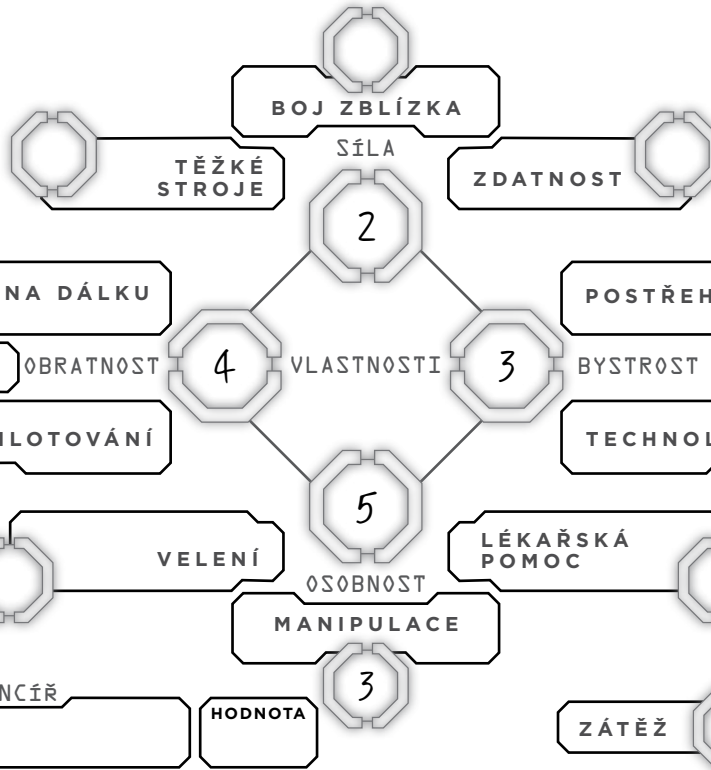 BOJ ZBLÍZKA
SÍLA
TĚŽKÉ
STROJE
ZDATNOST
2
NA DÁLKU
POSTŘEH
OBRATNOST
4
VLASTNOSTI
3
BYSTROST
ILOTOVÁNÍ
TECHNOL
5
VELENÍ
LÉKAŘSKÁ
POMOC
OSOBNOST
MANIPULACE
3
NCÍŘ
HODNOTA
ZÁTĚŽ